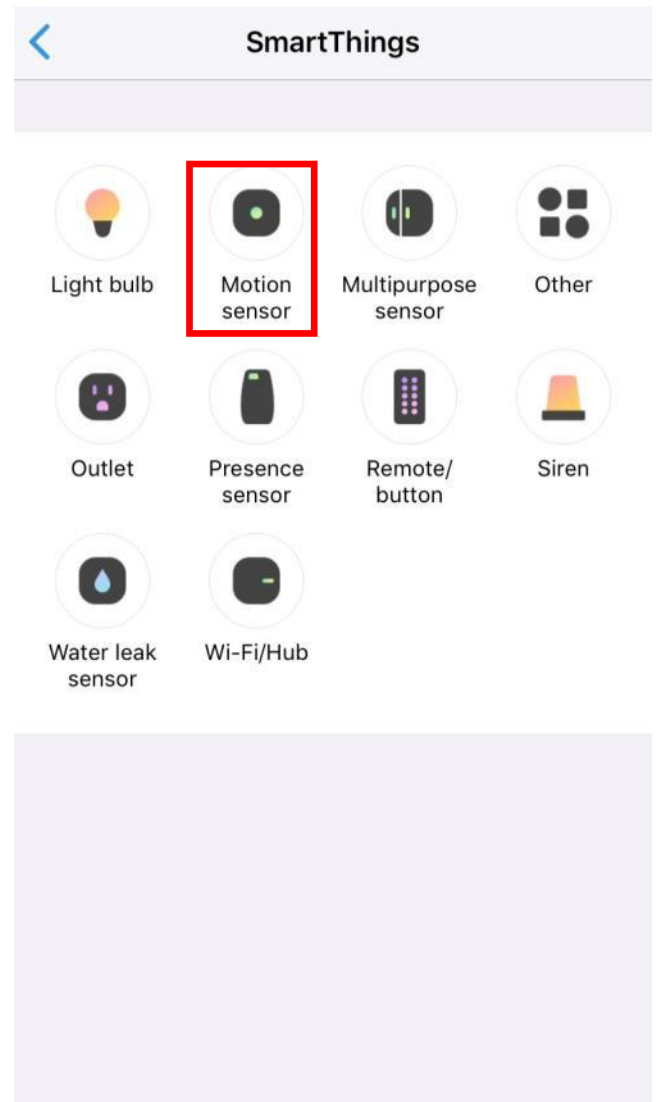 SmartThings
Light bulb
Motion
sensor
Multipurpose
sensor
Other
Outlet
Presence
sensor
Remote/
button
Siren
Water leak
sensor
Wi-Fi/Hub